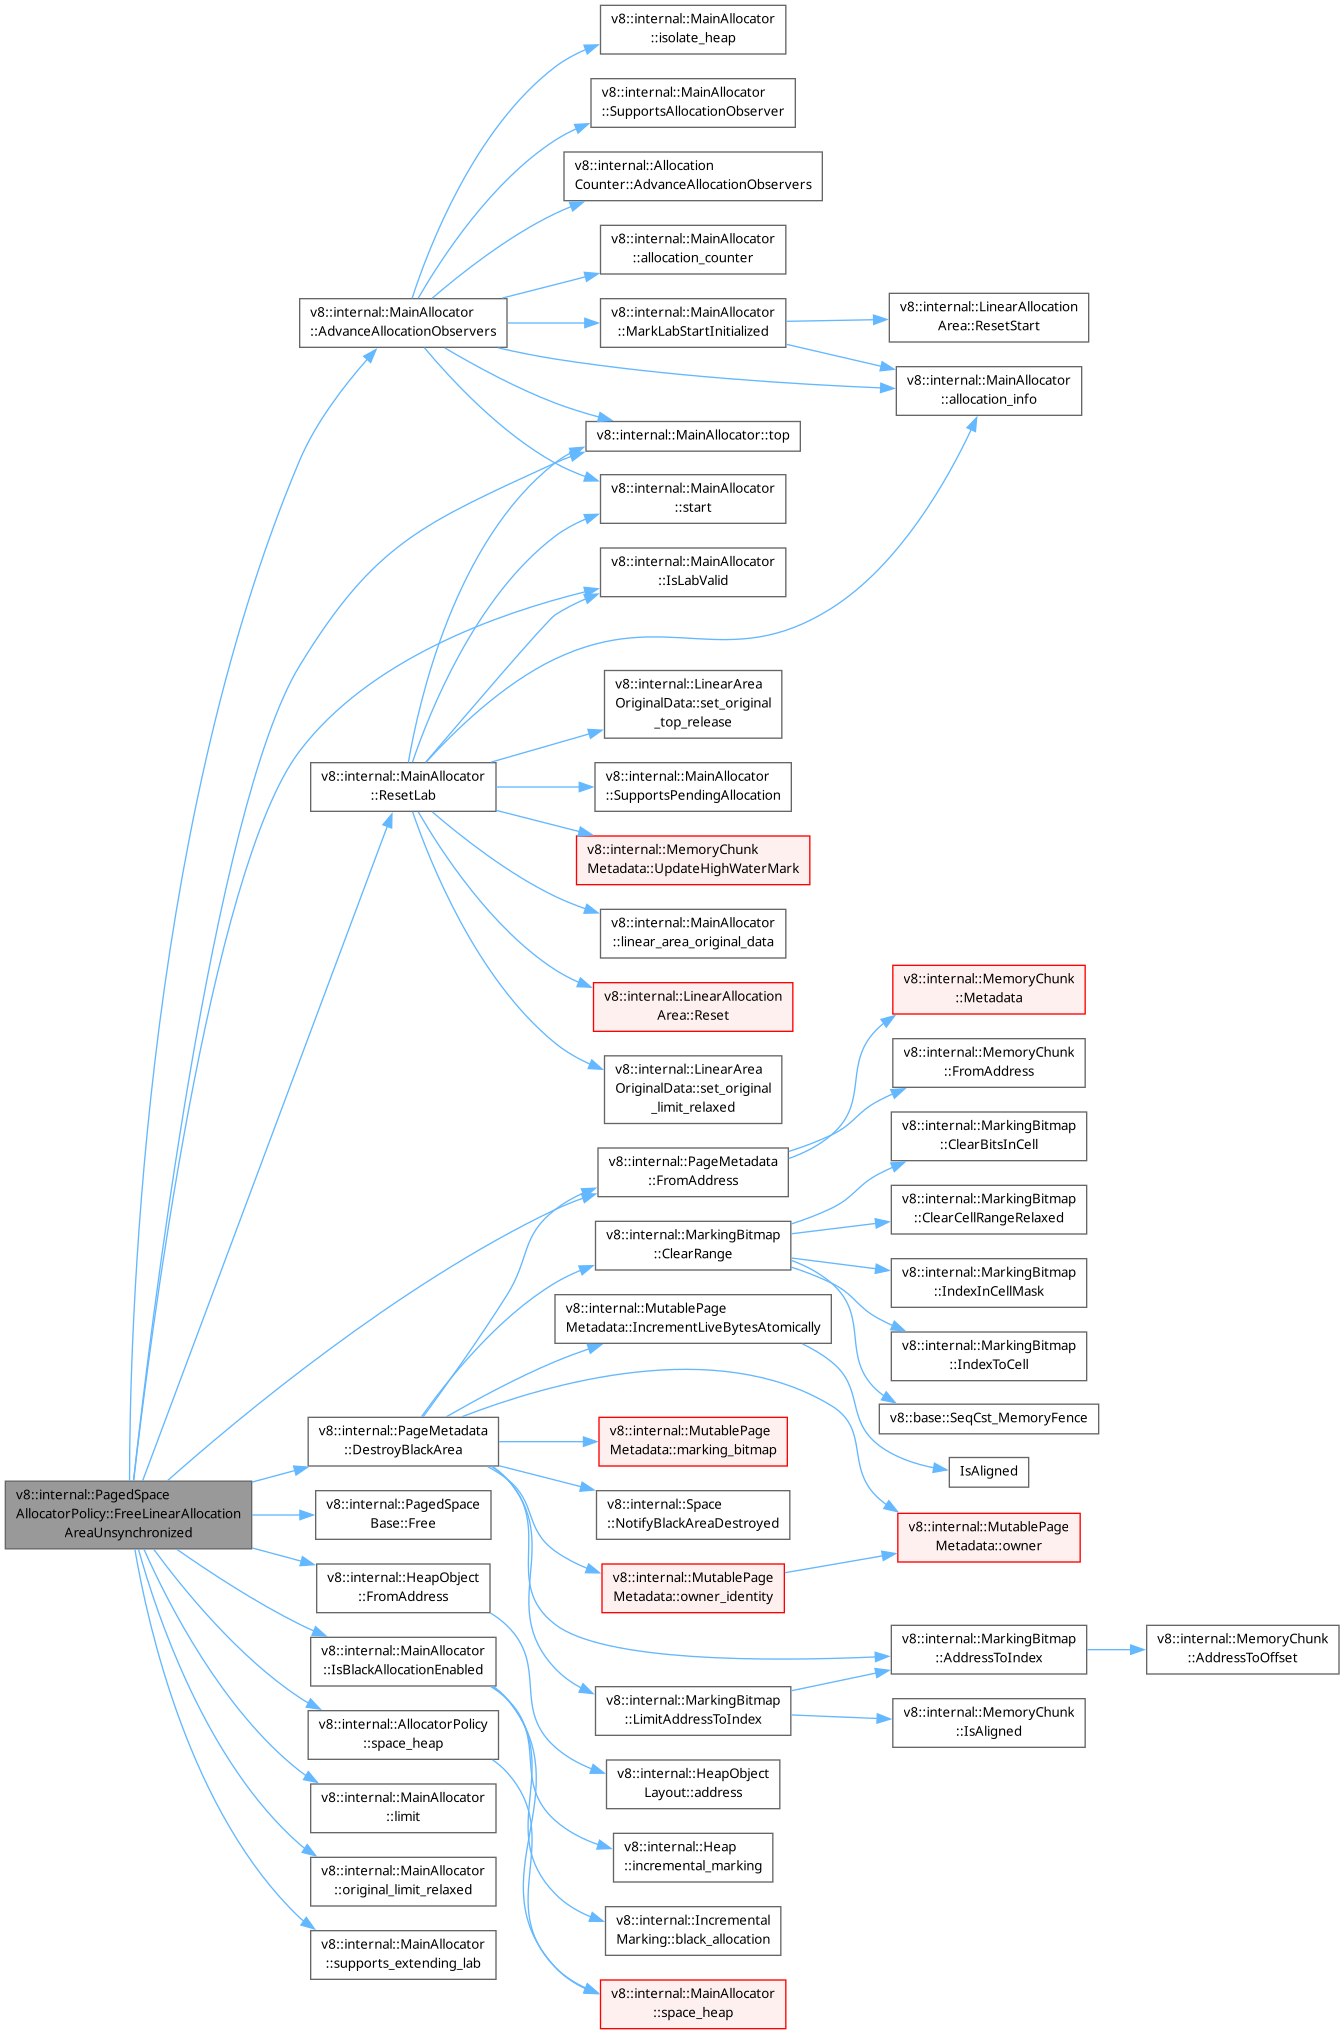 v8::internal::MainAllocator
::isolate_heap
v8::internal::MainAllocator
::SupportsAllocationObserver
v8::internal::Allocation
Counter::AdvanceAllocationObservers
v8::internal::MainAllocator
::allocation_counter
v8::internal::MainAllocator
::AdvanceAllocationObservers
v8::internal::MainAllocator
::MarkLabStartInitialized
v8::internal::LinearAllocation
Area::ResetStart
v8::internal::MainAllocator
::allocation_info
v8::internal::MainAllocator::top
v8::internal::MainAllocator
::start
v8::internal::MainAllocator
::IsLabValid
v8::internal::LinearArea
OriginalData::set_original
_top_release
v8::internal::MainAllocator
::ResetLab
v8::internal::MainAllocator
::SupportsPendingAllocation
v8::internal::MemoryChunk
Metadata::UpdateHighWaterMark
v8::internal::MainAllocator
::linear_area_original_data
v8::internal::LinearAllocation
Area::Reset
v8::internal::LinearArea
OriginalData::set_original
_limit_relaxed
v8::internal::MemoryChunk
::Metadata
v8::internal::MemoryChunk
::FromAddress
v8::internal::PageMetadata
::FromAddress
v8::internal::MarkingBitmap
::ClearBitsInCell
v8::internal::MarkingBitmap
::ClearRange
v8::internal::MarkingBitmap
::ClearCellRangeRelaxed
v8::internal::MarkingBitmap
::IndexInCellMask
v8::internal::MutablePage
Metadata::IncrementLiveBytesAtomically
v8::internal::MarkingBitmap
::IndexToCell
v8::base::SeqCst_MemoryFence
v8::internal::PageMetadata
::DestroyBlackArea
v8::internal::MutablePage
Metadata::marking_bitmap
IsAligned
v8::internal::PagedSpace
AllocatorPolicy::FreeLinearAllocation
AreaUnsynchronized
v8::internal::PagedSpace
Base::Free
v8::internal::Space
::NotifyBlackAreaDestroyed
v8::internal::MutablePage
Metadata::owner
v8::internal::HeapObject
::FromAddress
v8::internal::MutablePage
Metadata::owner_identity
v8::internal::MainAllocator
::IsBlackAllocationEnabled
v8::internal::MarkingBitmap
::AddressToIndex
v8::internal::MemoryChunk
::AddressToOffset
v8::internal::AllocatorPolicy
::space_heap
v8::internal::MarkingBitmap
::LimitAddressToIndex
v8::internal::MemoryChunk
::IsAligned
v8::internal::MainAllocator
::limit
v8::internal::HeapObject
Layout::address
v8::internal::MainAllocator
::original_limit_relaxed
v8::internal::Heap
::incremental_marking
v8::internal::MainAllocator
::supports_extending_lab
v8::internal::Incremental
Marking::black_allocation
v8::internal::MainAllocator
::space_heap